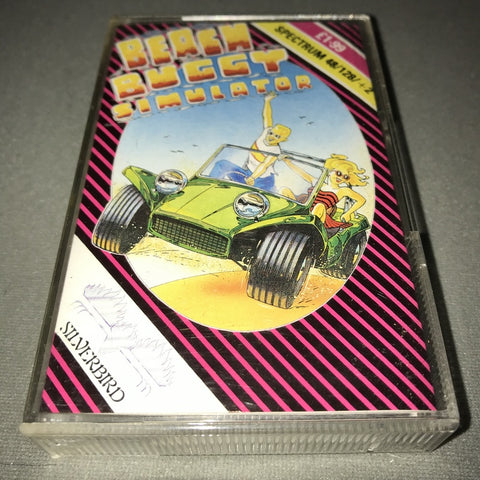 BEACH
BUGGY
SIMULATOR
£1·99
SPECTRUM 48/128/+2
SILVERBIRD